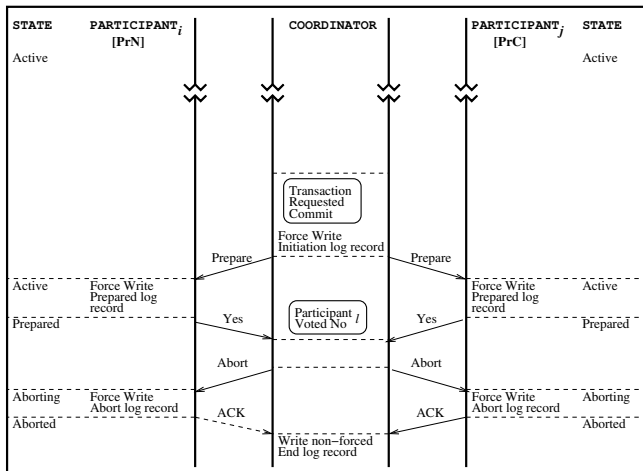 STATE PARTICIPANT i COORDINATOR PARTICIPANT j STATE
[PrN] [PrC]
Active Active
Transaction
Requested
Commit
Force Write
Initiation log record
Prepare Prepare
Active Force Write Force Write Active
Prepared log Prepared log
record record
Prepared Yes Participant l Yes Prepared
Voted No
Abort Abort
Aborting Force Write Force Write Aborting
Abort log record Abort log record
Aborted ACK ACK Aborted
Write non-forced
End log record